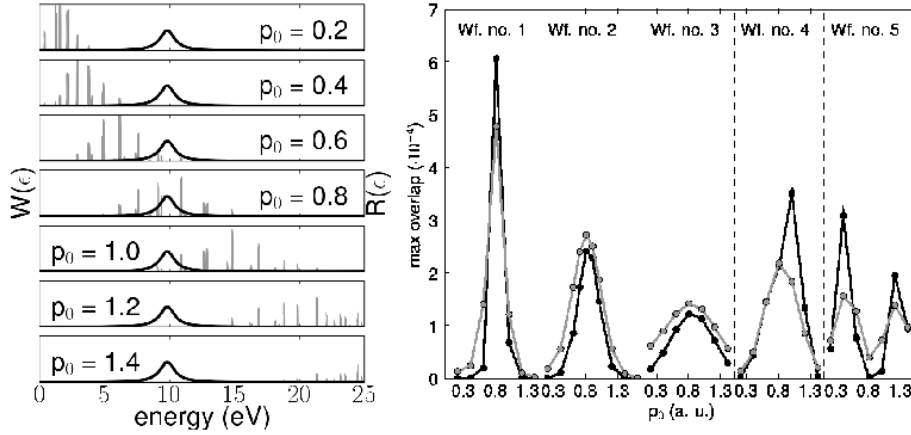 p₀ = 0.2
p₀ = 0.4
p₀ = 0.6
p₀ = 0.8
p₀ = 1.0
p₀ = 1.2
p₀ = 1.4
W(ϵ)
R(ϵ)
0 5 10 15 20 25
energy (eV)
Wf. no. 1 Wf. no. 2 Wf. no. 3 Wf. no. 4 Wf. no. 5
7
6
5
4
3
2
1
0
max overlap (·10⁻⁴)
0.3 0.8 1.3 0.3 0.8 1.3 0.3 0.8 1.3 0.3 0.8 1.3 0.3 0.8 1.3
p₀ (a. u.)